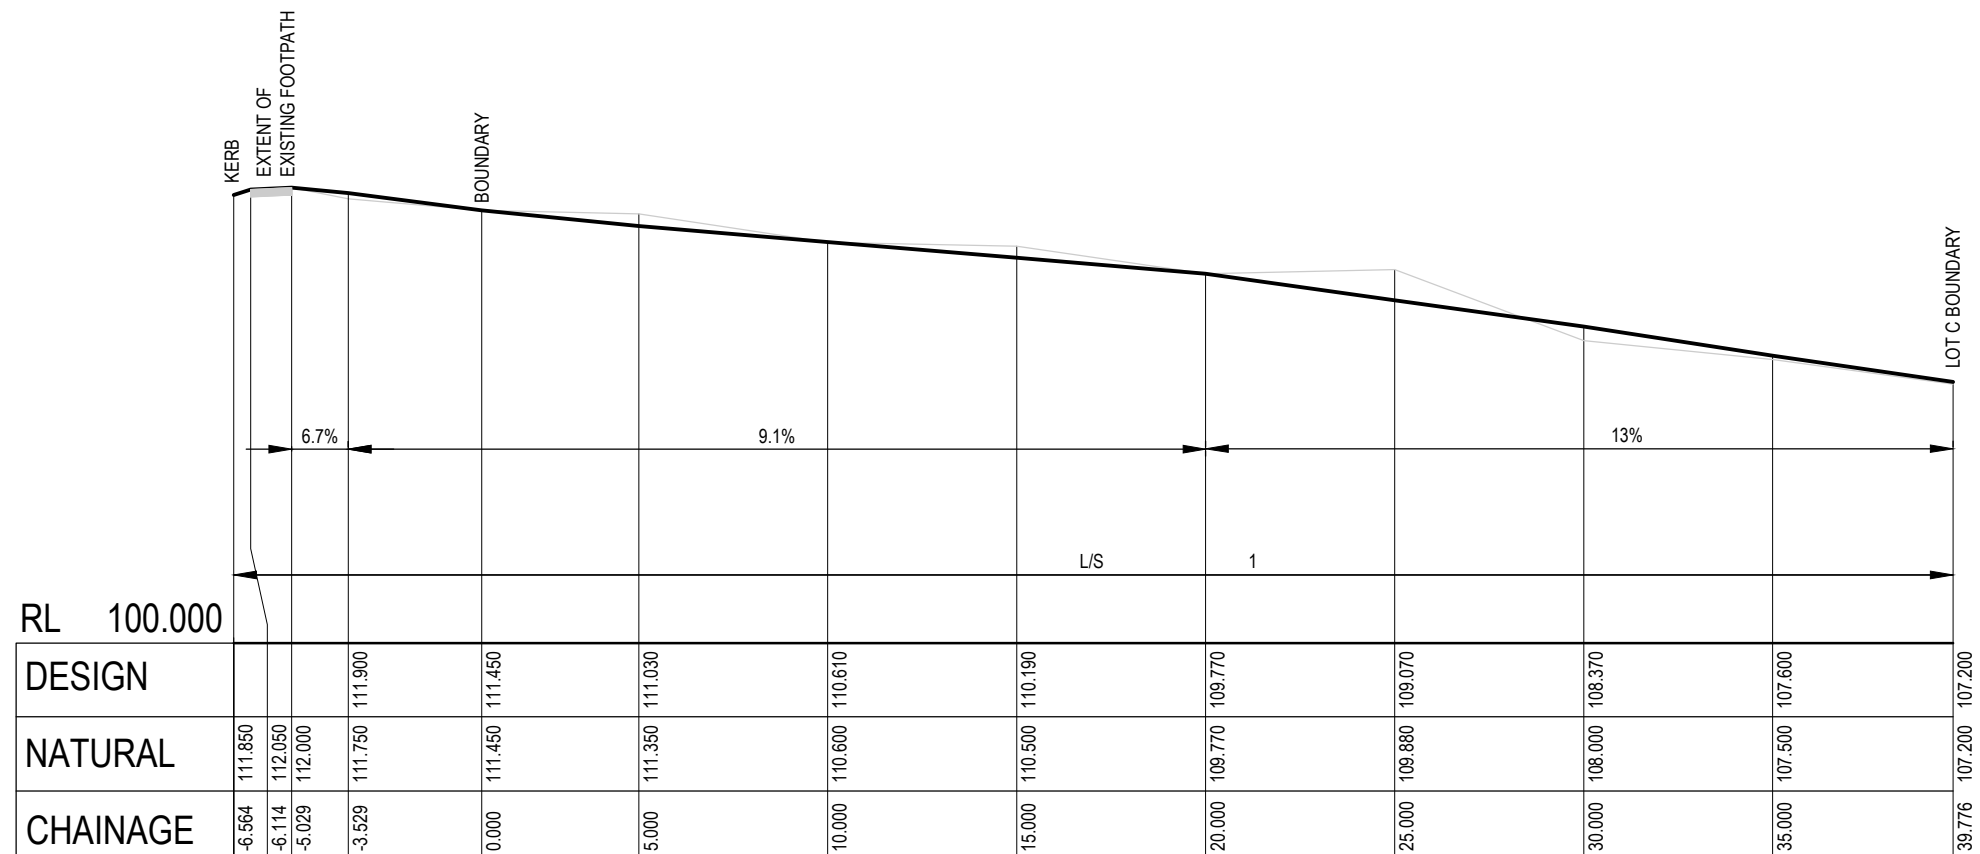 KERB
EXTENT OF
EXISTING FOOTPATH
BOUNDARY
LOT C BOUNDARY
6.7%
9.1%
13%
L/S 1
RL 100.000
DESIGN 111.900 111.450 111.030 110.610 110.190 109.770 109.070 108.370 107.600 107.200
NATURAL 111.850 112.050 112.000 111.750 111.450 111.350 110.600 110.500 109.770 109.880 108.000 107.500 107.200
CHAINAGE -6.564 -6.114 -5.029 -3.529 0.000 5.000 10.000 15.000 20.000 25.000 30.000 35.000 39.776